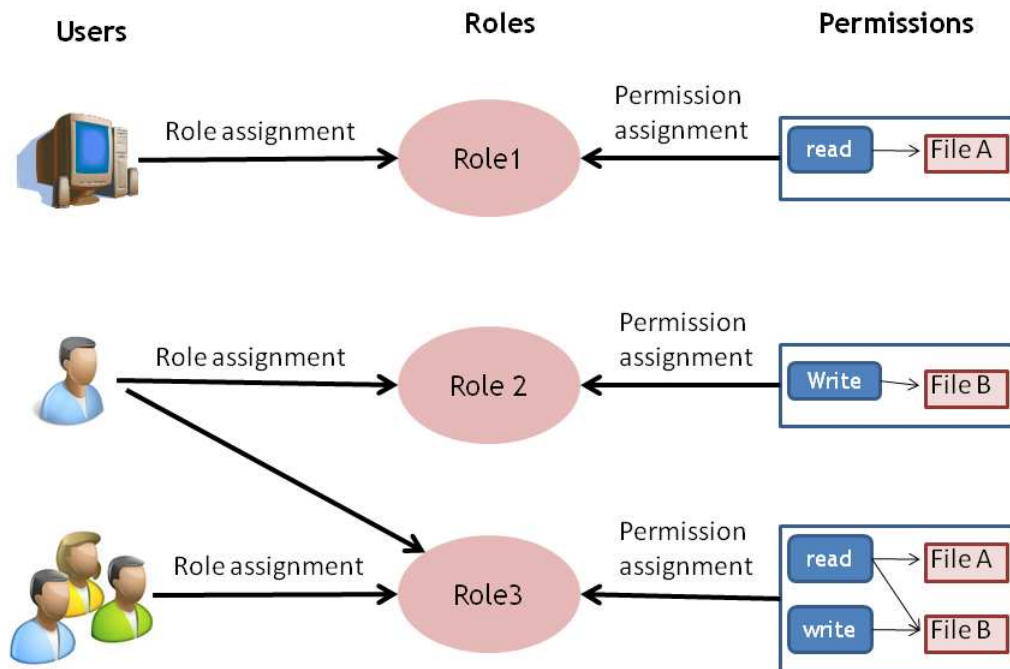 Users
Roles
Permissions
Role assignment
Role1
Permission
assignment
read
File A
Role assignment
Role 2
Permission
assignment
Write
File B
Role assignment
Role3
Permission
assignment
read
File A
write
File B